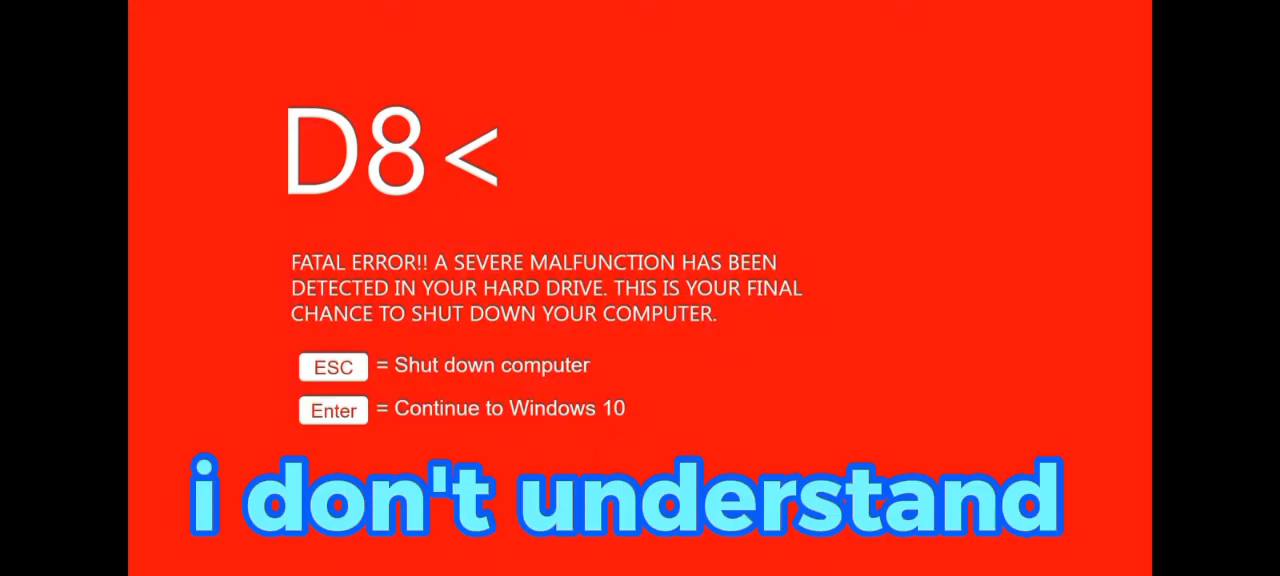 D8<
FATAL ERROR!! A SEVERE MALFUNCTION HAS BEEN
DETECTED IN YOUR HARD DRIVE. THIS IS YOUR FINAL
CHANCE TO SHUT DOWN YOUR COMPUTER.
ESC = Shut down computer
Enter = Continue to Windows 10
i don't understand